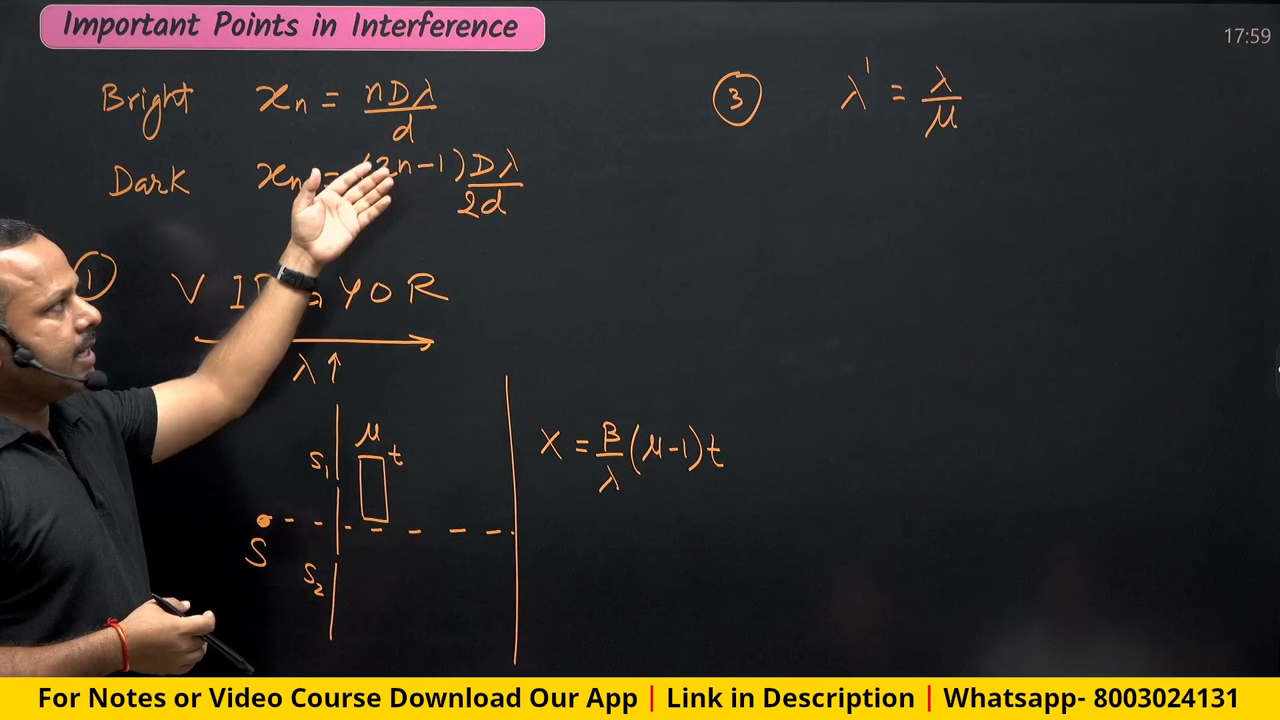 Important Points in Interference
17:59
Bright xₙ = nDλ/d
Dark xₙ = (2n-1) Dλ/2d
① V I YOR
λ ↑
S₁ μ t
S
S₂
X = β/λ (μ-1) t
③ λ' = λ/μ
For Notes or Video Course Download Our App | Link in Description | Whatsapp- 8003024131